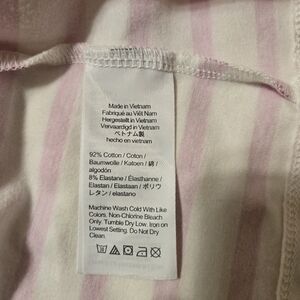 Made in Vietnam
Fabriqué au Viêt Nam
Hergestellt in Vietnam
Vervaardigd in Vietnam
ベトナム製
hecho en vietnam
92% Cotton / Coton /
Baumwolle / Katoen / 綿 /
algodón
8% Elastane / Élasthanne /
Elastan / Elastaan / ポリウ
レタン / elastano
Machine Wash Cold With Like
Colors. Non-Chlorine Bleach
Only. Tumble Dry Low. Iron on
Lowest Setting. Do Not Dry
Clean.